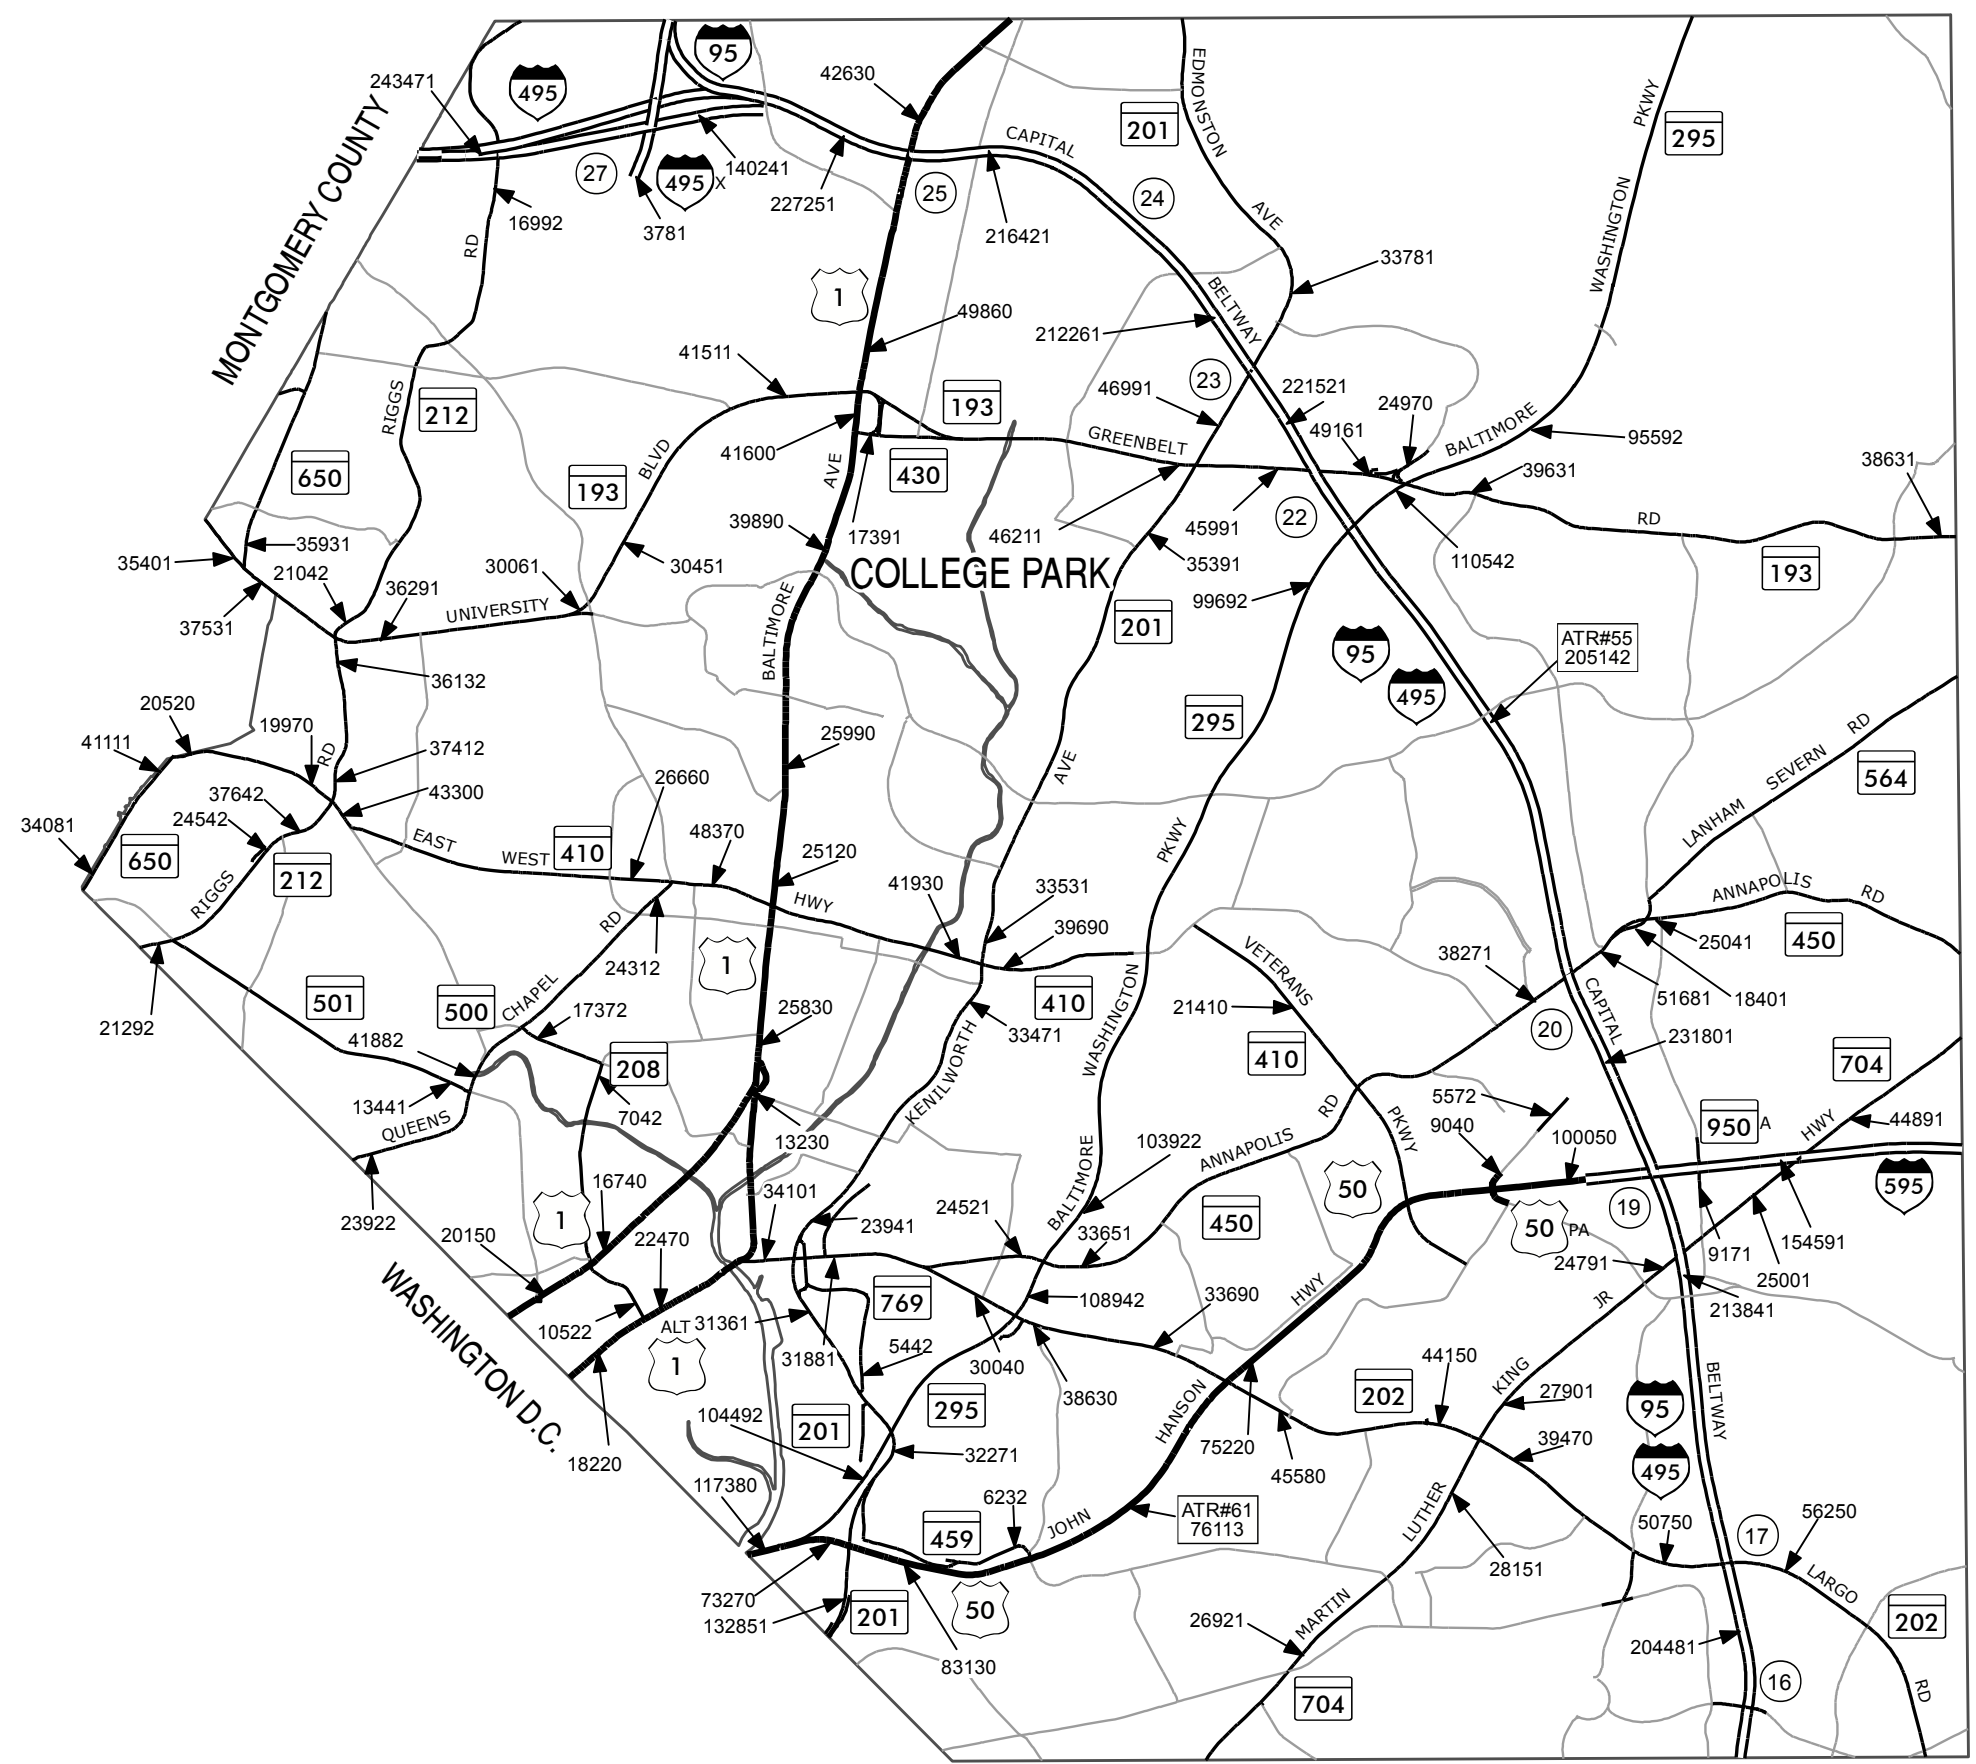 95
495
243471
42630
EDMONSTON
201
PKWY
295
CAPITAL
MONTGOMERY COUNTY
27
495 X
140241
25
24
227251
16992
3781
216421
RD
AVE
WASHINGTON
33781
1
BELTWAY
49860
212261
41511
23
46991
221521
RIGGS
212
193
24970
49161
BALTIMORE
95592
41600
GREENBELT
BLVD
AVE
430
650
193
38631
39631
39890
17391
46211
45991
22
RD
35931
35401
21042
30061
30451
COLLEGE PARK
35391
110542
193
36291
99692
37531
UNIVERSITY
201
BALTIMORE
95
495
ATR#55
205142
36132
20520
19970
295
41111
RD
37412
25990
AVE
RD
SEVERN
564
37642
43300
26660
LANHAM
24542
34081
650
EAST
WEST
410
48370
25120
PKWY
212
RIGGS
41930
33531
ANNAPOLIS
RD
HWY
39690
RD
24312
1
VETERANS
38271
25041
450
501
500
CHAPEL
410
21410
CAPITAL
51681
18401
21292
17372
25830
33471
WASHINGTON
20
41882
208
410
231801
704
13441
7042
KENILWORTH
5572
QUEENS
13230
RD
PKWY
9040
950 A
HWY
44891
103922
ANNAPOLIS
100050
16740
34101
BALTIMORE
50
595
23922
1
23941
24521
450
19
20150
22470
33651
50 PA
9171
154591
24791
25001
WASHINGTON D.C.
769
108942
33690
HWY
JR
213841
10522
ALT
31361
1
31881
5442
30040
44150
38630
KING
BELTWAY
104492
201
295
202
27901
95
HANSON
18220
32271
75220
39470
45580
495
117380
6232
LUTHER
459
JOHN
ATR#61
76113
50750
17
56250
28151
LARGO
73270
132851
201
50
26921
MARTIN
202
83130
204481
16
704
RD